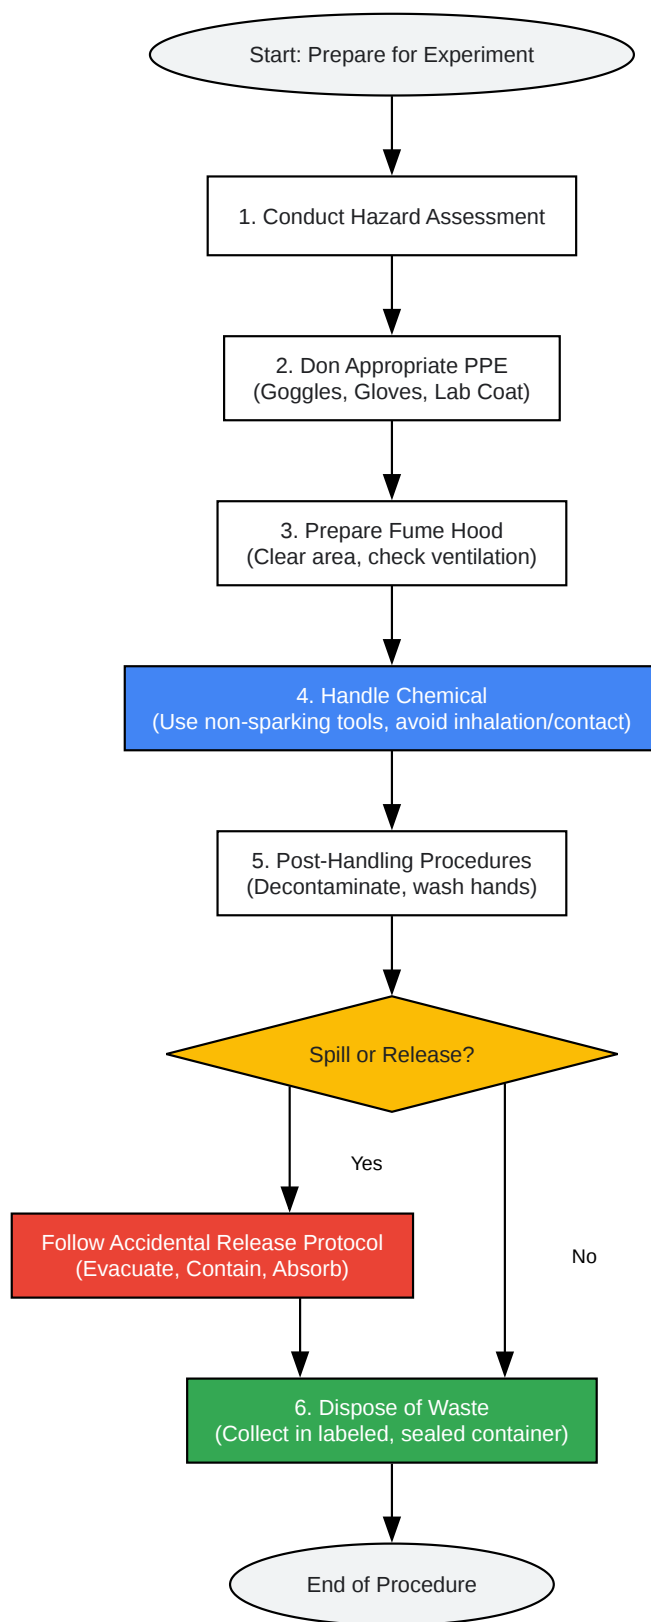 Start: Prepare for Experiment
1. Conduct Hazard Assessment
2. Don Appropriate PPE
(Goggles, Gloves, Lab Coat)
3. Prepare Fume Hood
(Clear area, check ventilation)
4. Handle Chemical
(Use non-sparking tools, avoid inhalation/contact)
5. Post-Handling Procedures
(Decontaminate, wash hands)
Spill or Release?
Yes
Follow Accidental Release Protocol
(Evacuate, Contain, Absorb)
No
6. Dispose of Waste
(Collect in labeled, sealed container)
End of Procedure